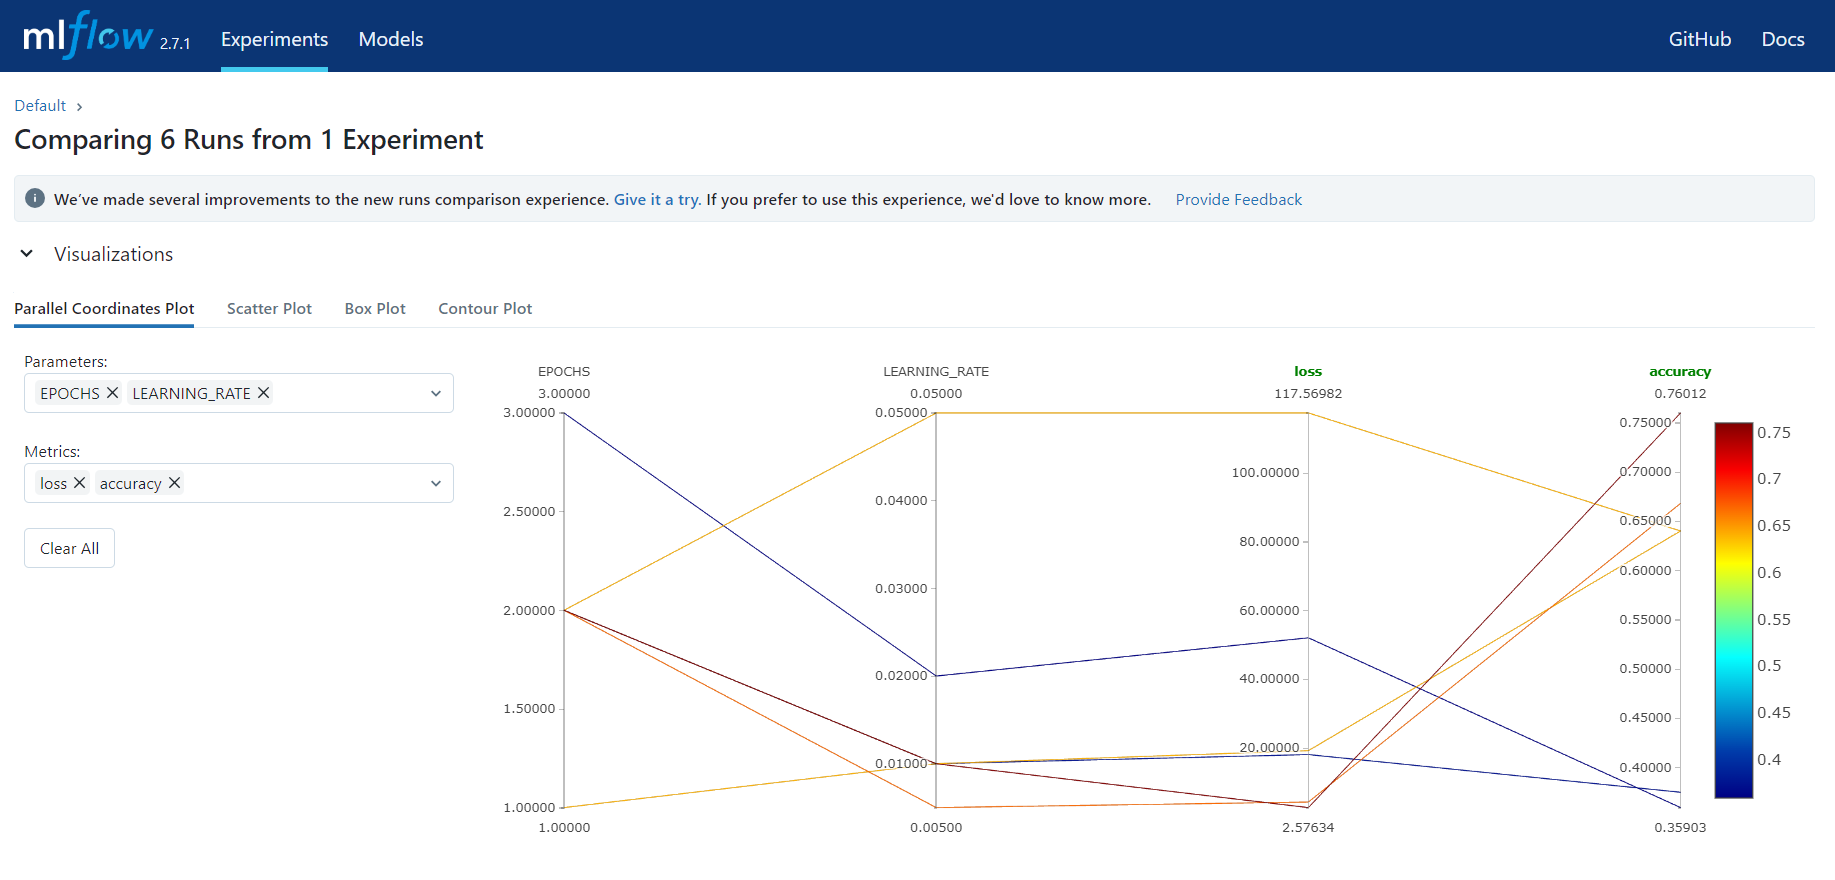 mlflow 2.7.1 Experiments Models GitHub Docs
Default ›
Comparing 6 Runs from 1 Experiment
We've made several improvements to the new runs comparison experience. Give it a try. If you prefer to use this experience, we'd love to know more. Provide Feedback
Visualizations
Parallel Coordinates Plot Scatter Plot Box Plot Contour Plot
Parameters:
EPOCHS LEARNING_RATE
Metrics:
loss accuracy
Clear All
EPOCHS
3.00000
3.00000
2.50000
2.00000
1.50000
1.00000
1.00000
LEARNING_RATE
0.05000
0.05000
0.04000
0.03000
0.02000
0.01000
0.00500
loss
117.56982
100.00000
80.00000
60.00000
40.00000
20.00000
2.57634
accuracy
0.76012
0.75000
0.70000
0.65000
0.60000
0.55000
0.50000
0.45000
0.40000
0.35903
0.75
0.7
0.65
0.6
0.55
0.5
0.45
0.4